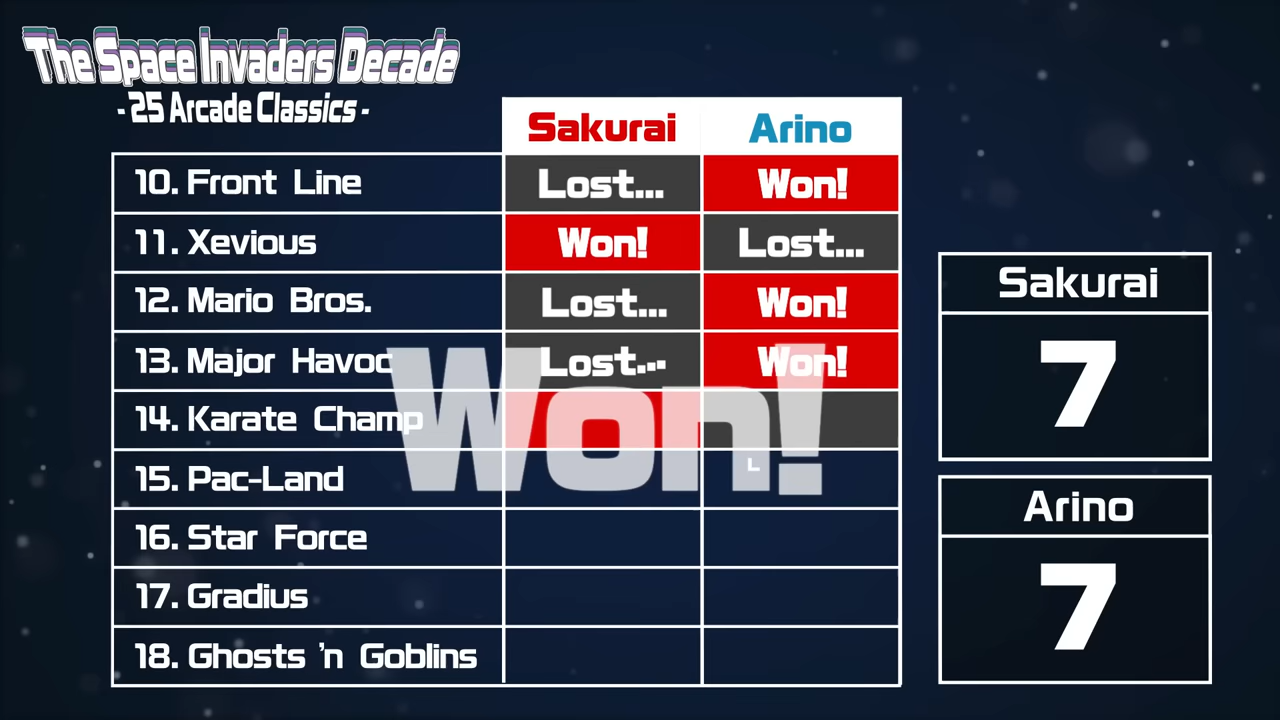 The Space Invaders Decade
- 25 Arcade Classics -
Sakurai Arino
10. Front Line Lost... Won!
11. Xevious Won! Lost...
12. Mario Bros. Lost... Won!
13. Major Havoc Lost... Won!
Won!
14. Karate Champ
L
15. Pac-Land
16. Star Force
17. Gradius
18. Ghosts 'n Goblins
Sakurai
7
Arino
7